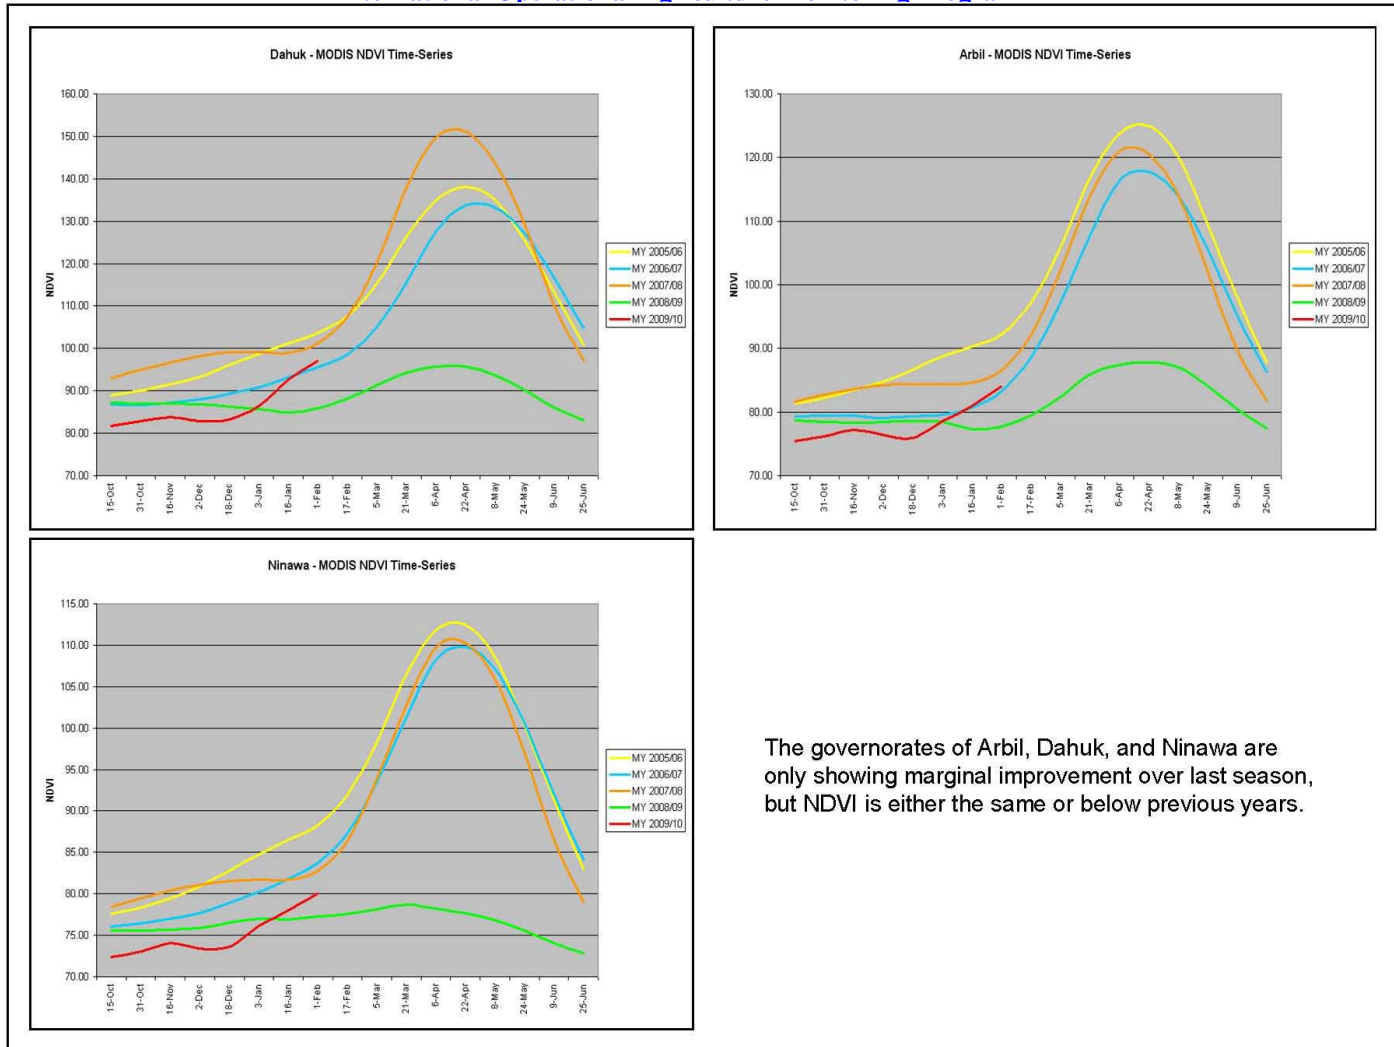 Dahuk - MODIS NDVI Time-Series
160.00
150.00
140.00
130.00
120.00
110.00
100.00
90.00
80.00
70.00
NDVI
15-Oct
31-Oct
16-Nov
2-Dec
18-Dec
3-Jan
16-Jan
1-Feb
17-Feb
5-Mar
21-Mar
6-Apr
22-Apr
8-May
24-May
9-Jun
25-Jun
MY 2005/06
MY 2006/07
MY 2007/08
MY 2008/09
MY 2009/10
Arbil - MODIS NDVI Time-Series
130.00
120.00
110.00
100.00
90.00
80.00
70.00
NDVI
15-Oct
31-Oct
16-Nov
2-Dec
18-Dec
3-Jan
16-Jan
1-Feb
17-Feb
5-Mar
21-Mar
6-Apr
22-Apr
8-May
24-May
9-Jun
25-Jun
MY 2005/06
MY 2006/07
MY 2007/08
MY 2008/09
MY 2009/10
Ninawa - MODIS NDVI Time-Series
115.00
110.00
105.00
100.00
95.00
90.00
85.00
80.00
75.00
70.00
NDVI
15-Oct
31-Oct
16-Nov
2-Dec
18-Dec
3-Jan
16-Jan
1-Feb
17-Feb
5-Mar
21-Mar
6-Apr
22-Apr
8-May
24-May
9-Jun
25-Jun
MY 2005/06
MY 2006/07
MY 2007/08
MY 2008/09
MY 2009/10
The governorates of Arbil, Dahuk, and Ninawa are
only showing marginal improvement over last season,
but NDVI is either the same or below previous years.